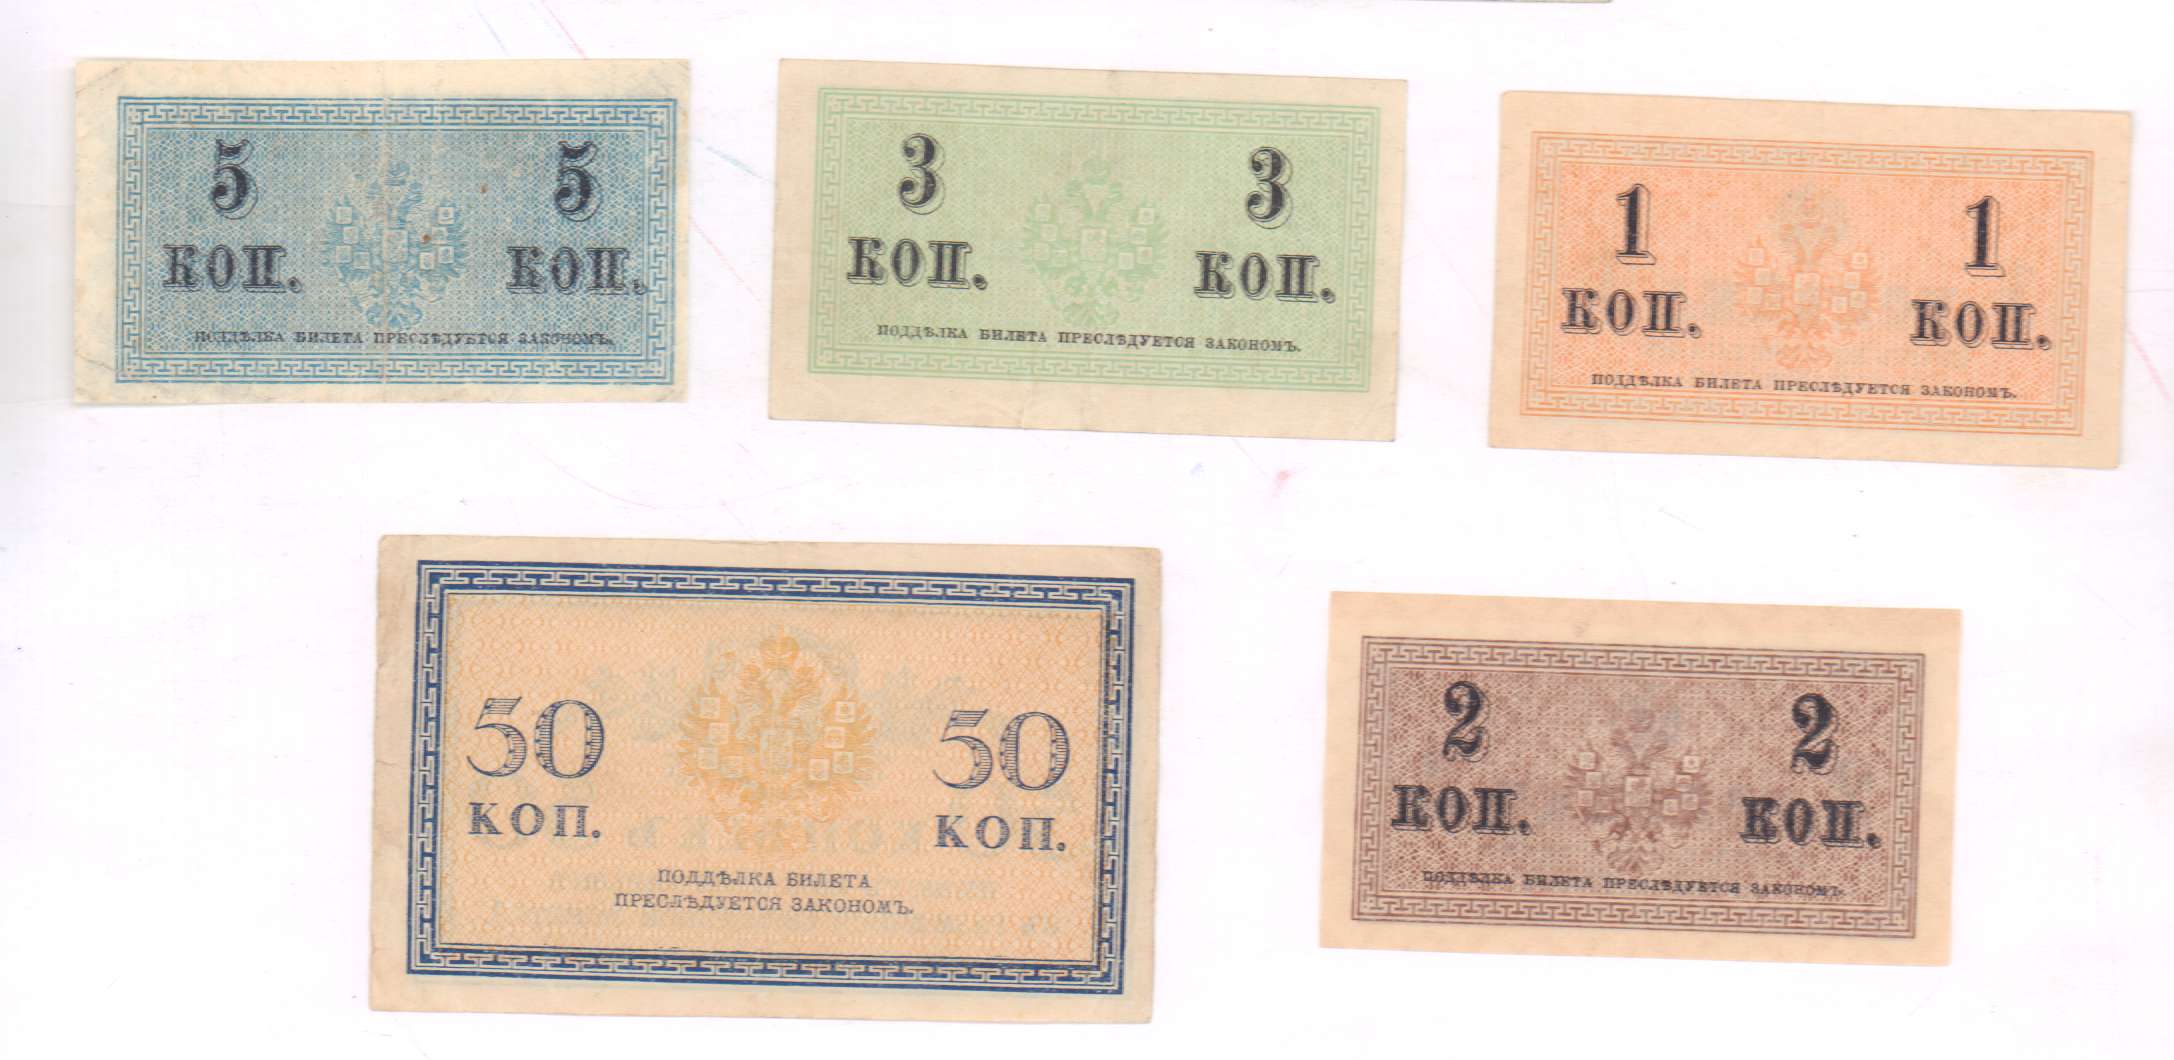 5 5
КОП. КОП.
ПОДДѢЛКА БИЛЕТА ПРЕСЛѢДУЕТСЯ ЗАКОНОМЪ.
3 3
КОП. КОП.
ПОДДѢЛКА БИЛЕТА ПРЕСЛѢДУЕТСЯ ЗАКОНОМЪ.
1 1
КОП. КОП.
ПОДДѢЛКА БИЛЕТА ПРЕСЛѢДУЕТСЯ ЗАКОНОМЪ.
50 50
КОП. КОП.
ПОДДѢЛКА БИЛЕТА
ПРЕСЛѢДУЕТСЯ ЗАКОНОМЪ.
2 2
КОП. КОП.
ПОДДѢЛКА БИЛЕТА ПРЕСЛѢДУЕТСЯ ЗАКОНОМЪ.